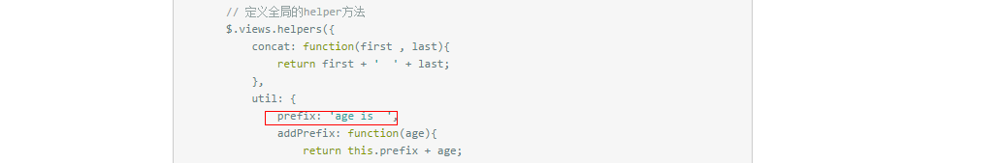 // 定义全局的helper方法
$.views.helpers({
concat: function(first , last){
return first + '  ' + last;
},
util: {
prefix: 'age is  ',
addPrefix: function(age){
return this.prefix + age;